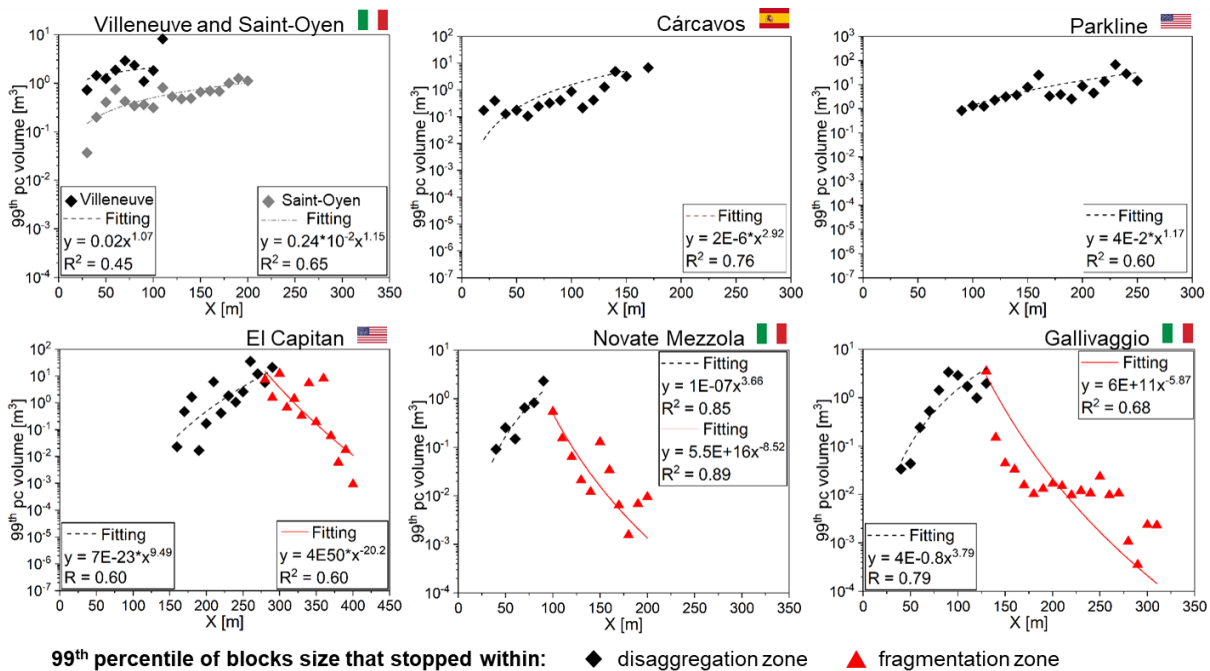 Villeneuve and Saint-Oyen
99th pc volume [m3]
10^1
10^0
10^-1
10^-2
10^-3
10^-4
Villeneuve
Fitting
y = 0.02x^1.07
R^2 = 0.45
Saint-Oyen
Fitting
y = 0.24*10^-2x^1.15
R^2 = 0.65
0 50 100 150 200 250 300 350
X [m]
Cárcavos
99th pc volume [m3]
10^2
10^1
10^0
10^-1
10^-2
10^-3
10^-4
10^-5
10^-6
10^-7
Fitting
y = 2E-6*x^2.92
R^2 = 0.76
0 50 100 150 200 250 300
X [m]
Parkline
99th pc volume [m3]
10^3
10^2
10^1
10^0
10^-1
10^-2
10^-3
10^-4
10^-5
10^-6
10^-7
Fitting
y = 4E-2*x^1.17
R^2 = 0.60
0 50 100 150 200 250 300
X [m]
El Capitan
99th pc volume [m3]
10^2
10^1
10^0
10^-1
10^-2
10^-3
10^-4
10^-5
10^-6
10^-7
Fitting
y = 7E-23*x^9.49
R = 0.60
Fitting
y = 4E50*x^-20.2
R^2 = 0.60
0 50 100 150 200 250 300 350 400 450
X [m]
Novate Mezzola
99th pc volume [m3]
10^1
10^0
10^-1
10^-2
10^-3
10^-4
Fitting
y = 1E-07x^3.66
R^2 = 0.85
Fitting
y = 5.5E+16x^-8.52
R^2 = 0.89
0 50 100 150 200 250 300
X [m]
Gallivaggio
99th pc volume [m3]
10^1
10^0
10^-1
10^-2
10^-3
10^-4
Fitting
y = 6E+11x^-5.87
R^2 = 0.68
Fitting
y = 4E-0.8x^3.79
R = 0.79
0 50 100 150 200 250 300 350
X [m]
99th percentile of blocks size that stopped within: disaggregation zone fragmentation zone